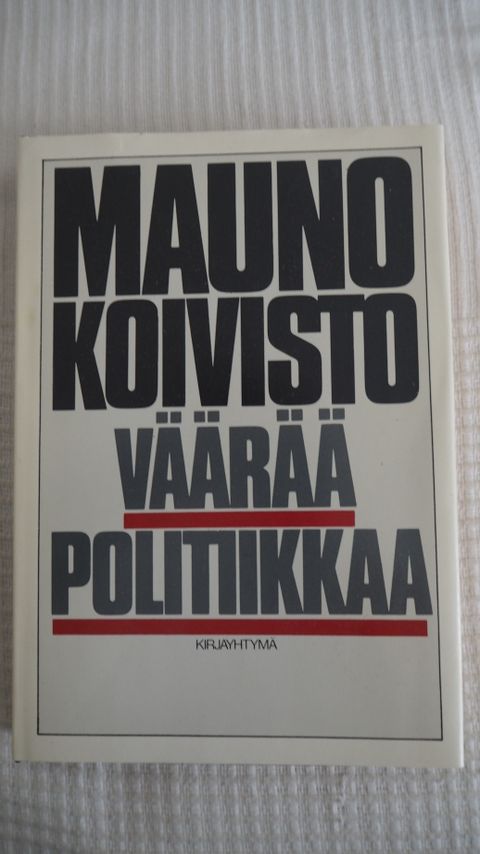 MAUNO
KOIVISTO
VÄÄRÄÄ
POLITIIKKAA
KIRJAYHTYMÄ